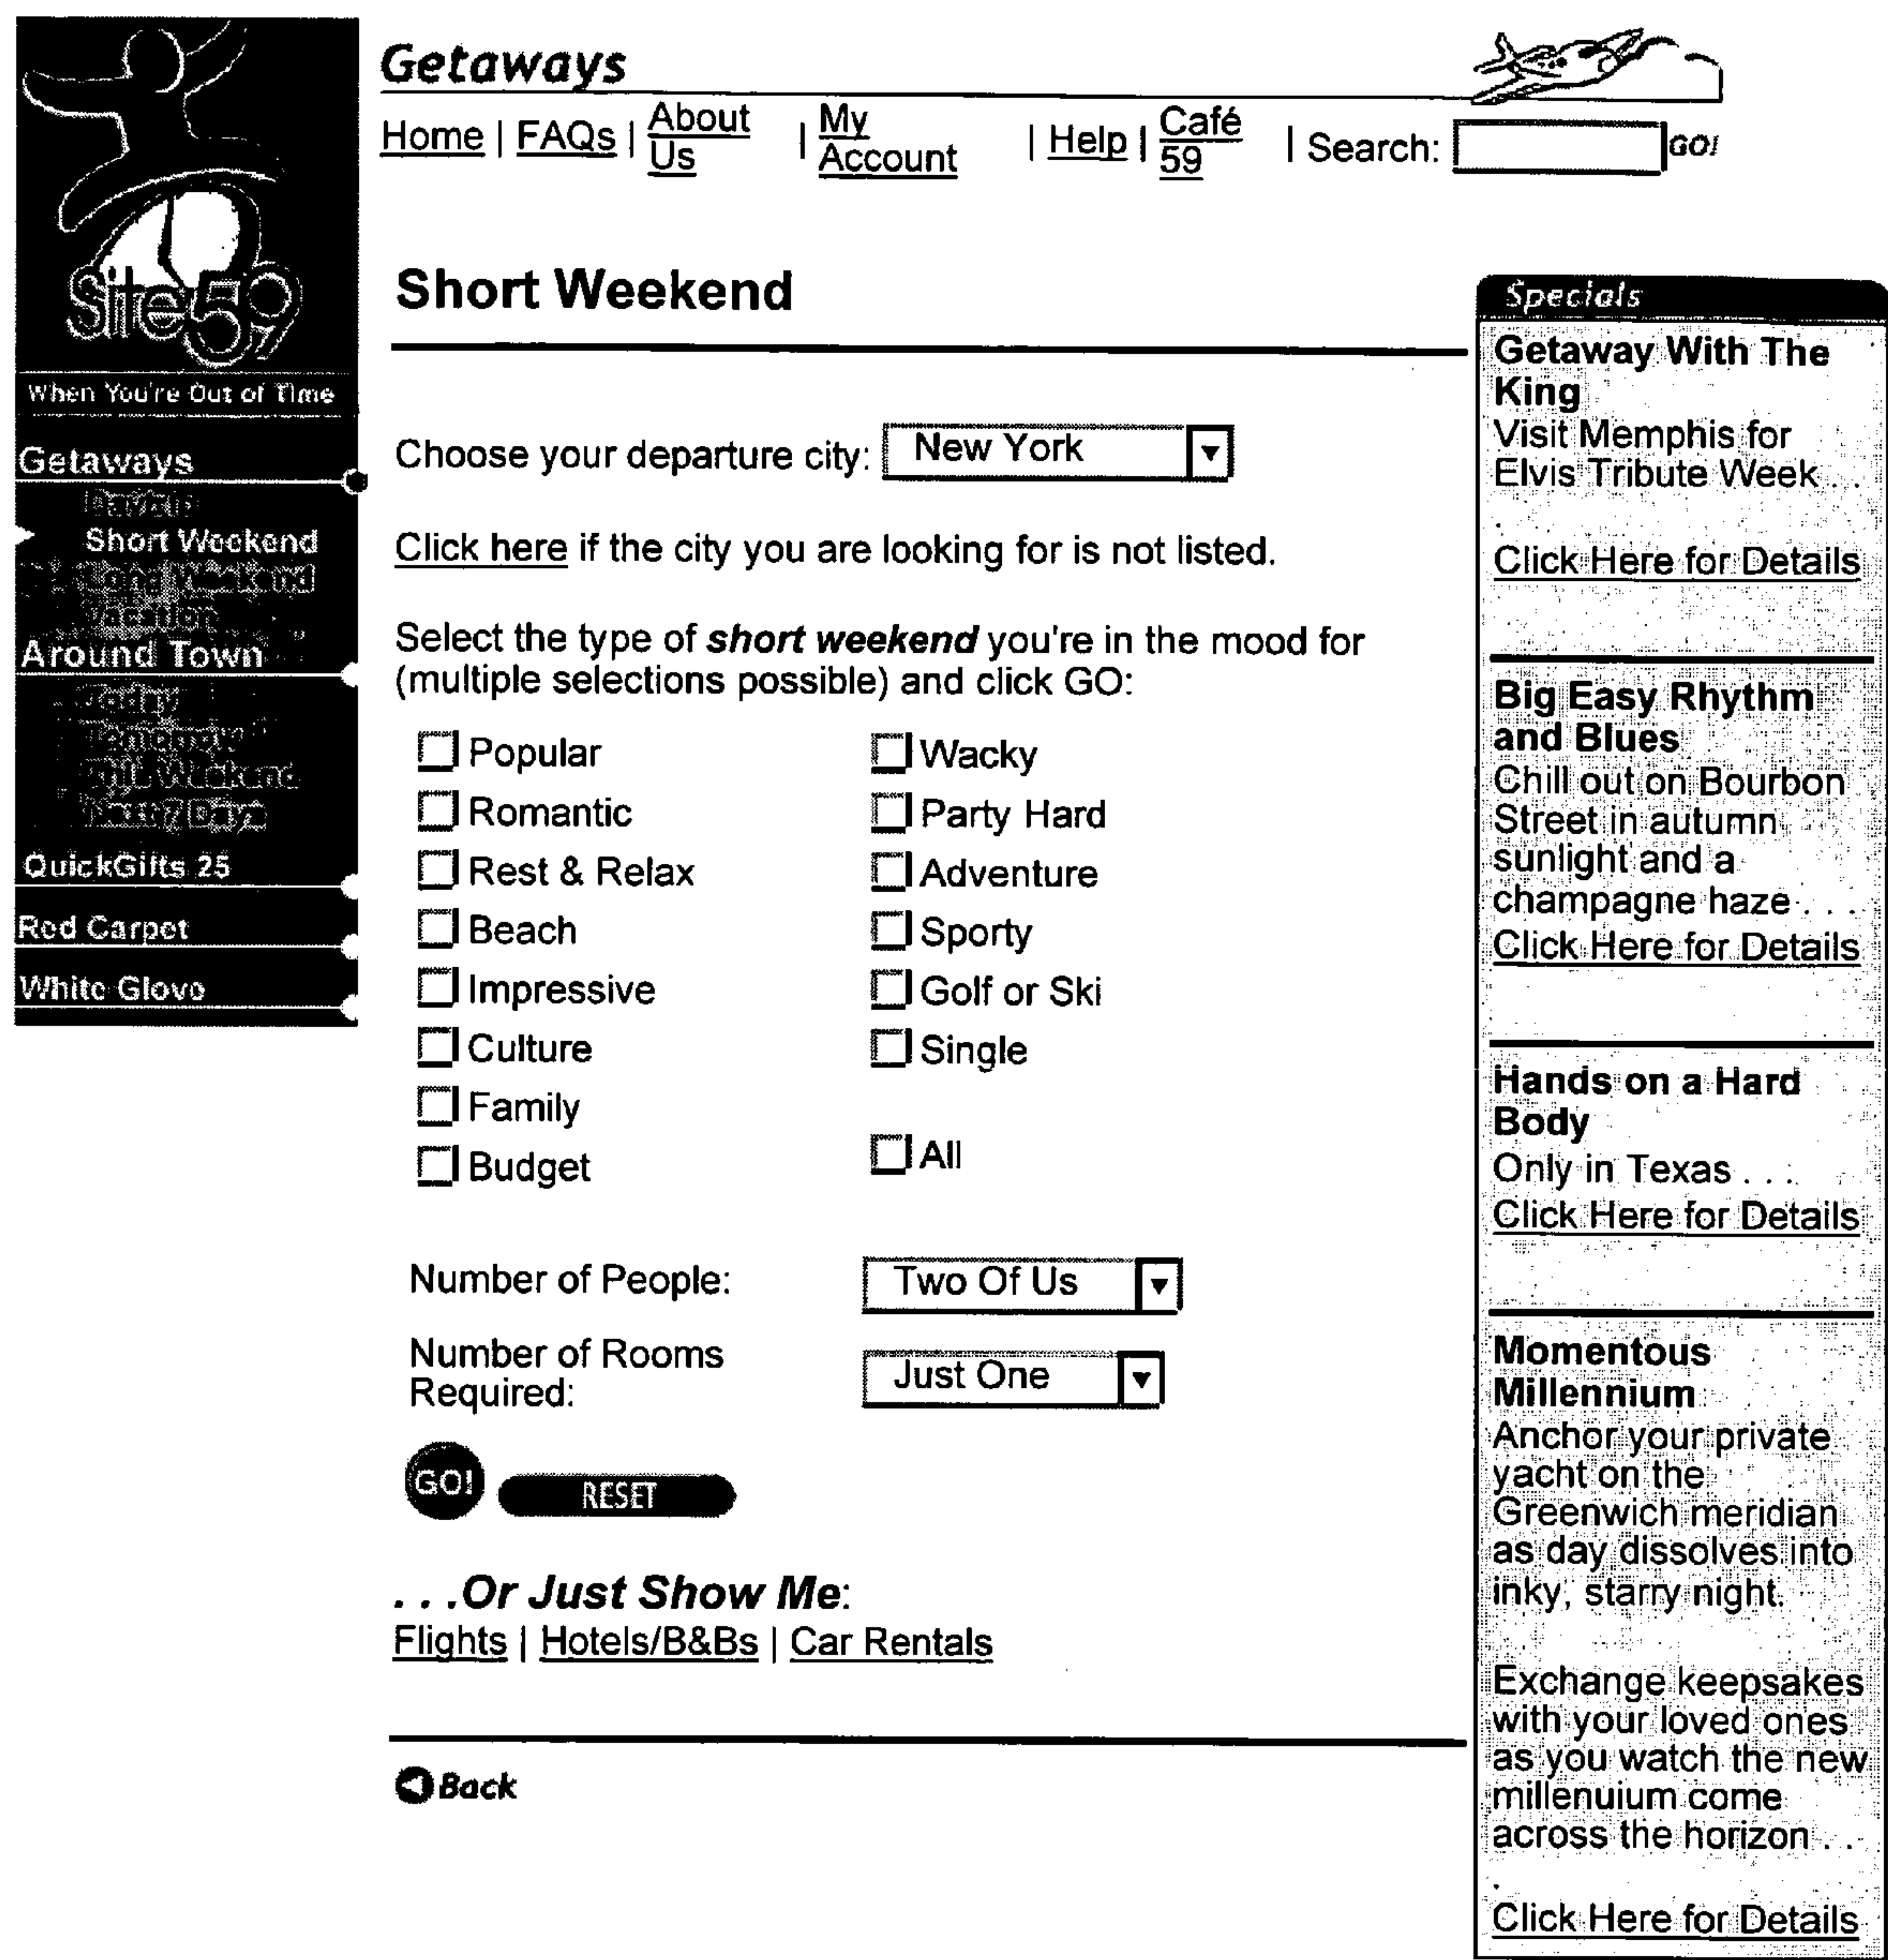 Getaways
Home | FAQs | About Us | My Account | Help | Café 59 | Search: GO!
Site59
When You're Out of Time
Getaways
Short Weekend
Long Weekend
Vacation
Around Town
Today
Tomorrow
This Weekend
Next 7 Days
QuickGifts 25
Red Carpet
White Glove
Short Weekend
Choose your departure city: New York
Click here if the city you are looking for is not listed.
Select the type of short weekend you're in the mood for
(multiple selections possible) and click GO:
Popular
Romantic
Rest & Relax
Beach
Impressive
Culture
Family
Budget
Wacky
Party Hard
Adventure
Sporty
Golf or Ski
Single
All
Number of People: Two Of Us
Number of Rooms
Required: Just One
GO! RESET
. . .Or Just Show Me:
Flights | Hotels/B&Bs | Car Rentals
Back
Specials
Getaway With The
King
Visit Memphis for
Elvis Tribute Week . .
.
Click Here for Details
Big Easy Rhythm
and Blues
Chill out on Bourbon
Street in autumn
sunlight and a
champagne haze . . .
Click Here for Details
Hands on a Hard
Body
Only in Texas . . .
Click Here for Details
Momentous
Millennium
Anchor your private
yacht on the
Greenwich meridian
as day dissolves into
inky, starry night.
Exchange keepsakes
with your loved ones
as you watch the new
millenuium come
across the horizon . .
.
Click Here for Details